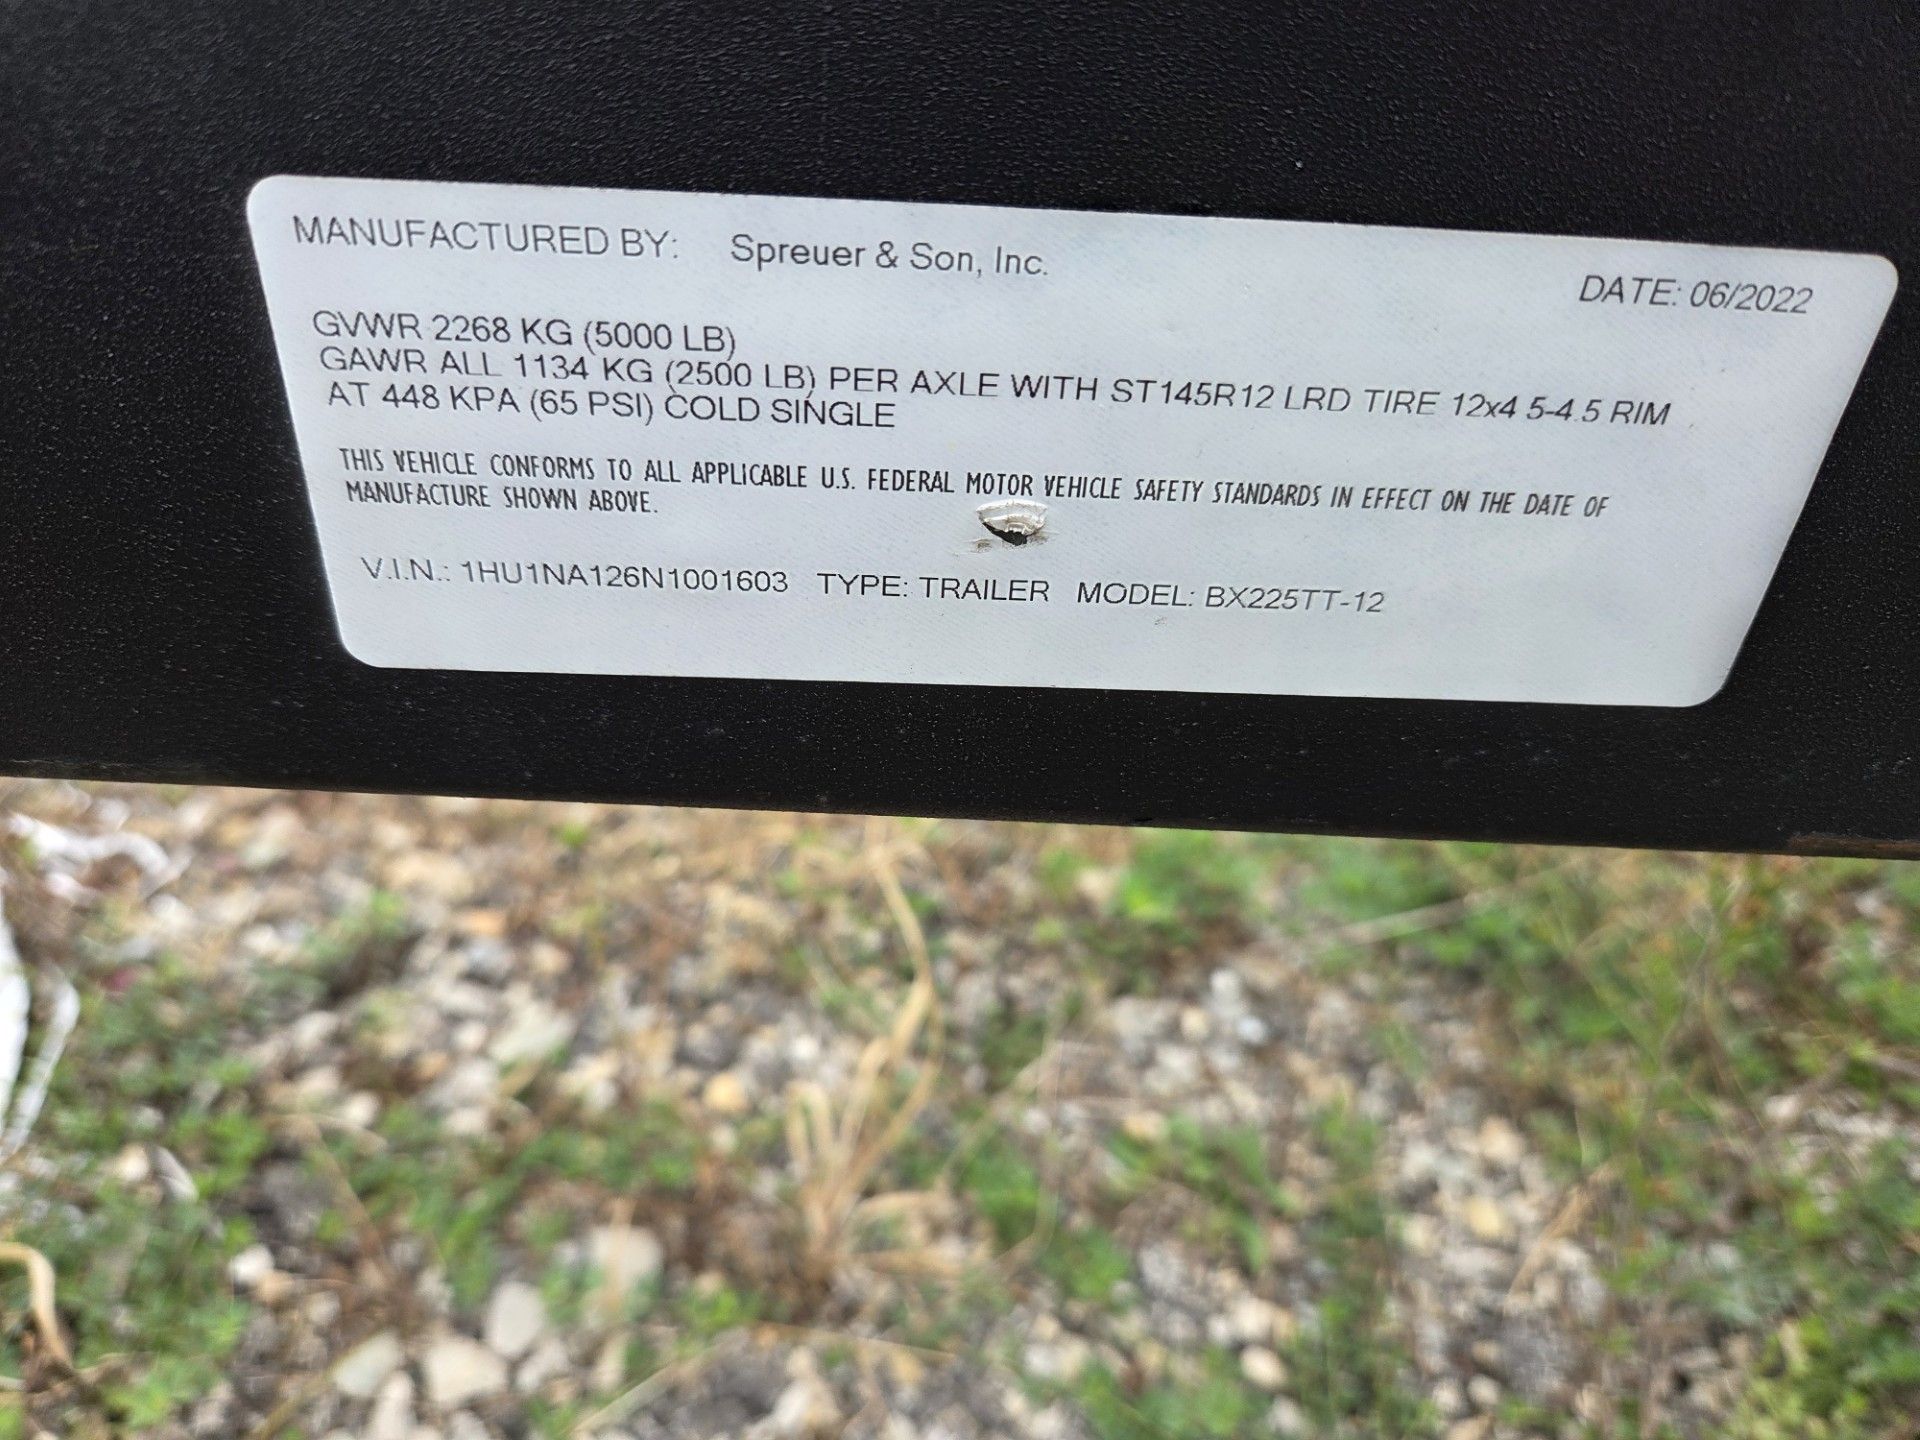 MANUFACTURED BY: Spreuer & Son, Inc.
DATE: 06/2022
GVWR 2268 KG (5000 LB)
GAWR ALL 1134 KG (2500 LB) PER AXLE WITH ST145R12 LRD TIRE 12x4 5-4.5 RIM
AT 448 KPA (65 PSI) COLD SINGLE
THIS VEHICLE CONFORMS TO ALL APPLICABLE U.S. FEDERAL MOTOR VEHICLE SAFETY STANDARDS IN EFFECT ON THE DATE OF
MANUFACTURE SHOWN ABOVE.
V.I.N.: 1HU1NA126N1001603 TYPE: TRAILER MODEL: BX225TT-12